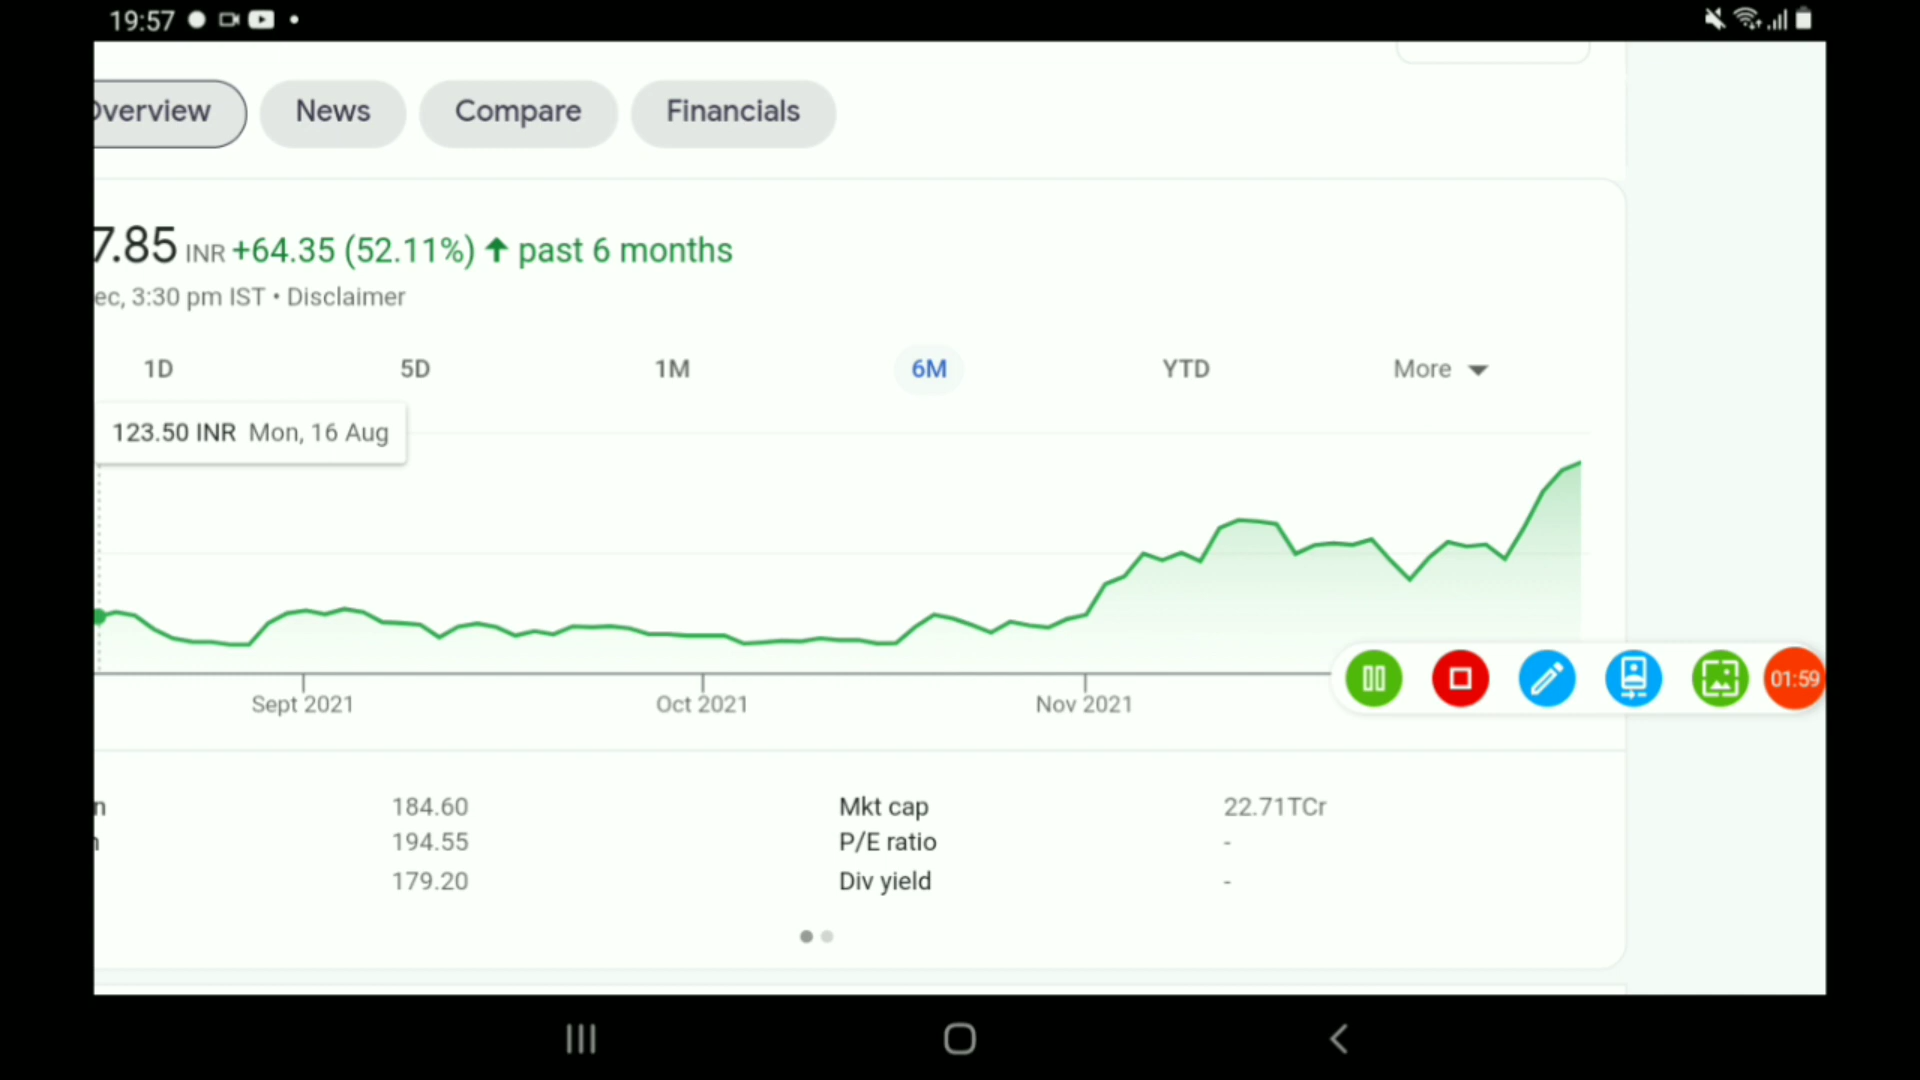 19:57
Overview News Compare Financials
7.85 INR +64.35 (52.11%) past 6 months
ec, 3:30 pm IST • Disclaimer
1D 5D 1M 6M YTD More
123.50 INR Mon, 16 Aug
Sept 2021 Oct 2021 Nov 2021
01:59
n 184.60 Mkt cap 22.71TCr
194.55 P/E ratio -
179.20 Div yield -